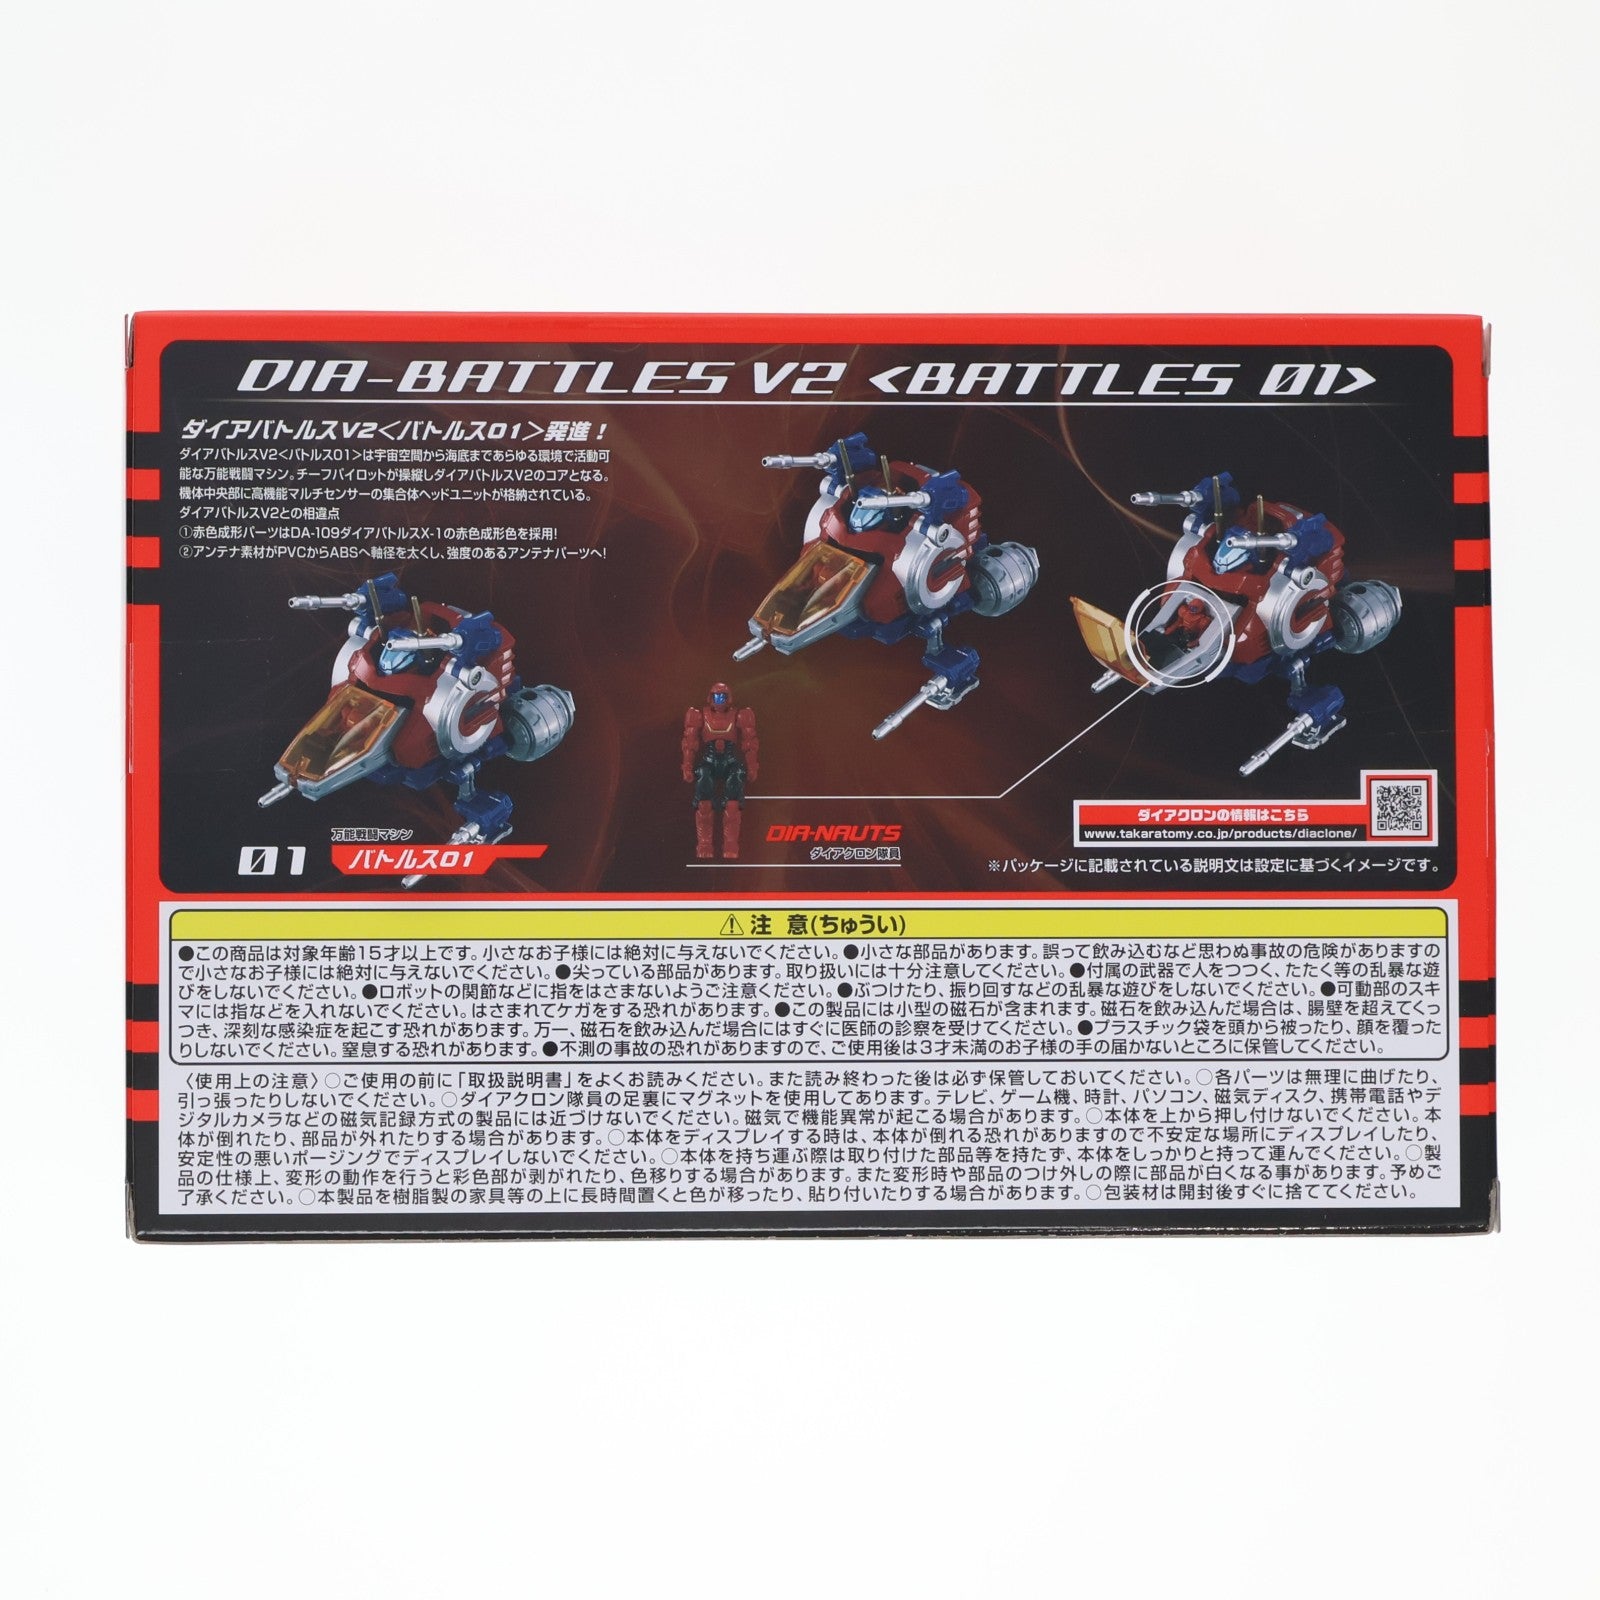 DIA-BATTLES V2 <BATTLES 01>
ダイアバトルスV2<バトルス01>発進!
ダイアバトルスV2<バトルス01>は宇宙空間から海底まであらゆる環境で活動可
能な万能戦闘マシン。チーフパイロットが操縦しダイアバトルスV2のコアとなる。
機体中央部に高機能マルチセンサーの集合体ヘッドユニットが格納されている。
ダイアバトルスV2との相違点
①赤色成形パーツはDA-109ダイアバトルスX-1の赤色成形色を採用!
②アンテナ素材がPVCからABSへ軸径を太くし、強度のあるアンテナパーツへ!
01
万能戦闘マシン
バトルス01
DIA-NAUTS
ダイアクロン隊員
ダイアクロンの情報はこちら
www.takaratomy.co.jp/products/diaclone/
※パッケージに記載されている説明文は設定に基づくイメージです。
⚠注 意(ちゅうい)
●この商品は対象年齢15才以上です。小さなお子様には絶対に与えないでください。●小さな部品があります。誤って飲み込むなど思わぬ事故の危険がありますの
で小さなお子様には絶対に与えないでください。●尖っている部品があります。取り扱いには十分注意してください。●付属の武器で人をつつく、たたく等の乱暴な遊
びをしないでください。●ロボットの関節などに指をはさまないようご注意ください。●ぶつけたり、振り回すなどの乱暴な遊びをしないでください。●可動部のスキ
マには指などを入れないでください。はさまれてケガをする恐れがあります。●この製品には小型の磁石が含まれます。磁石を飲み込んだ場合は、腸壁を超えてくっ
つき、深刻な感染症を起こす恐れがあります。万一、磁石を飲み込んだ場合にはすぐに医師の診察を受けてください。●プラスチック袋を頭から被ったり、顔を覆った
りしないでください。窒息する恐れがあります。●不測の事故の恐れがありますので、ご使用後は3才未満のお子様の手の届かないところに保管してください。
〈使用上の注意〉○ご使用の前に「取扱説明書」をよくお読みください。また読み終わった後は必ず保管しておいてください。○各パーツは無理に曲げたり、
引っ張ったりしないでください。○ダイアクロン隊員の足裏にマグネットを使用してあります。テレビ、ゲーム機、時計、パソコン、磁気ディスク、携帯電話やデ
ジタルカメラなどの磁気記録方式の製品には近づけないでください。磁気で機能異常が起こる場合があります。○本体を上から押し付けないでください。本
体が倒れたり、部品が外れたりする場合があります。○本体をディスプレイする時は、本体が倒れる恐れがありますので不安定な場所にディスプレイしたり、
安定性の悪いポージングでディスプレイしないでください。○本体を持ち運ぶ際は取り付けた部品等を持たず、本体をしっかりと持って運んでください。○製
品の仕様上、変形の動作を行うと彩色部が剥がれたり、色移りする場合があります。また変形時や部品のつけ外しの際に部品が白くなる事があります。予めご
了承ください。○本製品を樹脂製の家具等の上に長時間置くと色が移ったり、貼り付いたりする場合があります。○包装材は開封後すぐに捨ててください。